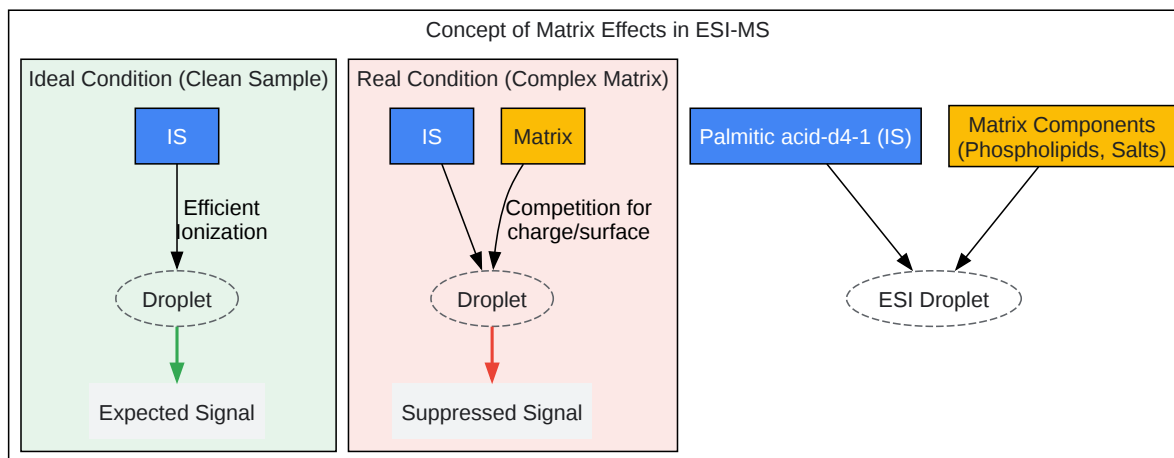 Concept of Matrix Effects in ESI-MS
Ideal Condition (Clean Sample)
IS
Efficient
Ionization
Droplet
Expected Signal
Real Condition (Complex Matrix)
IS
Matrix
Competition for
charge/surface
Droplet
Suppressed Signal
Palmitic acid-d4-1 (IS)
Matrix Components
(Phospholipids, Salts)
ESI Droplet